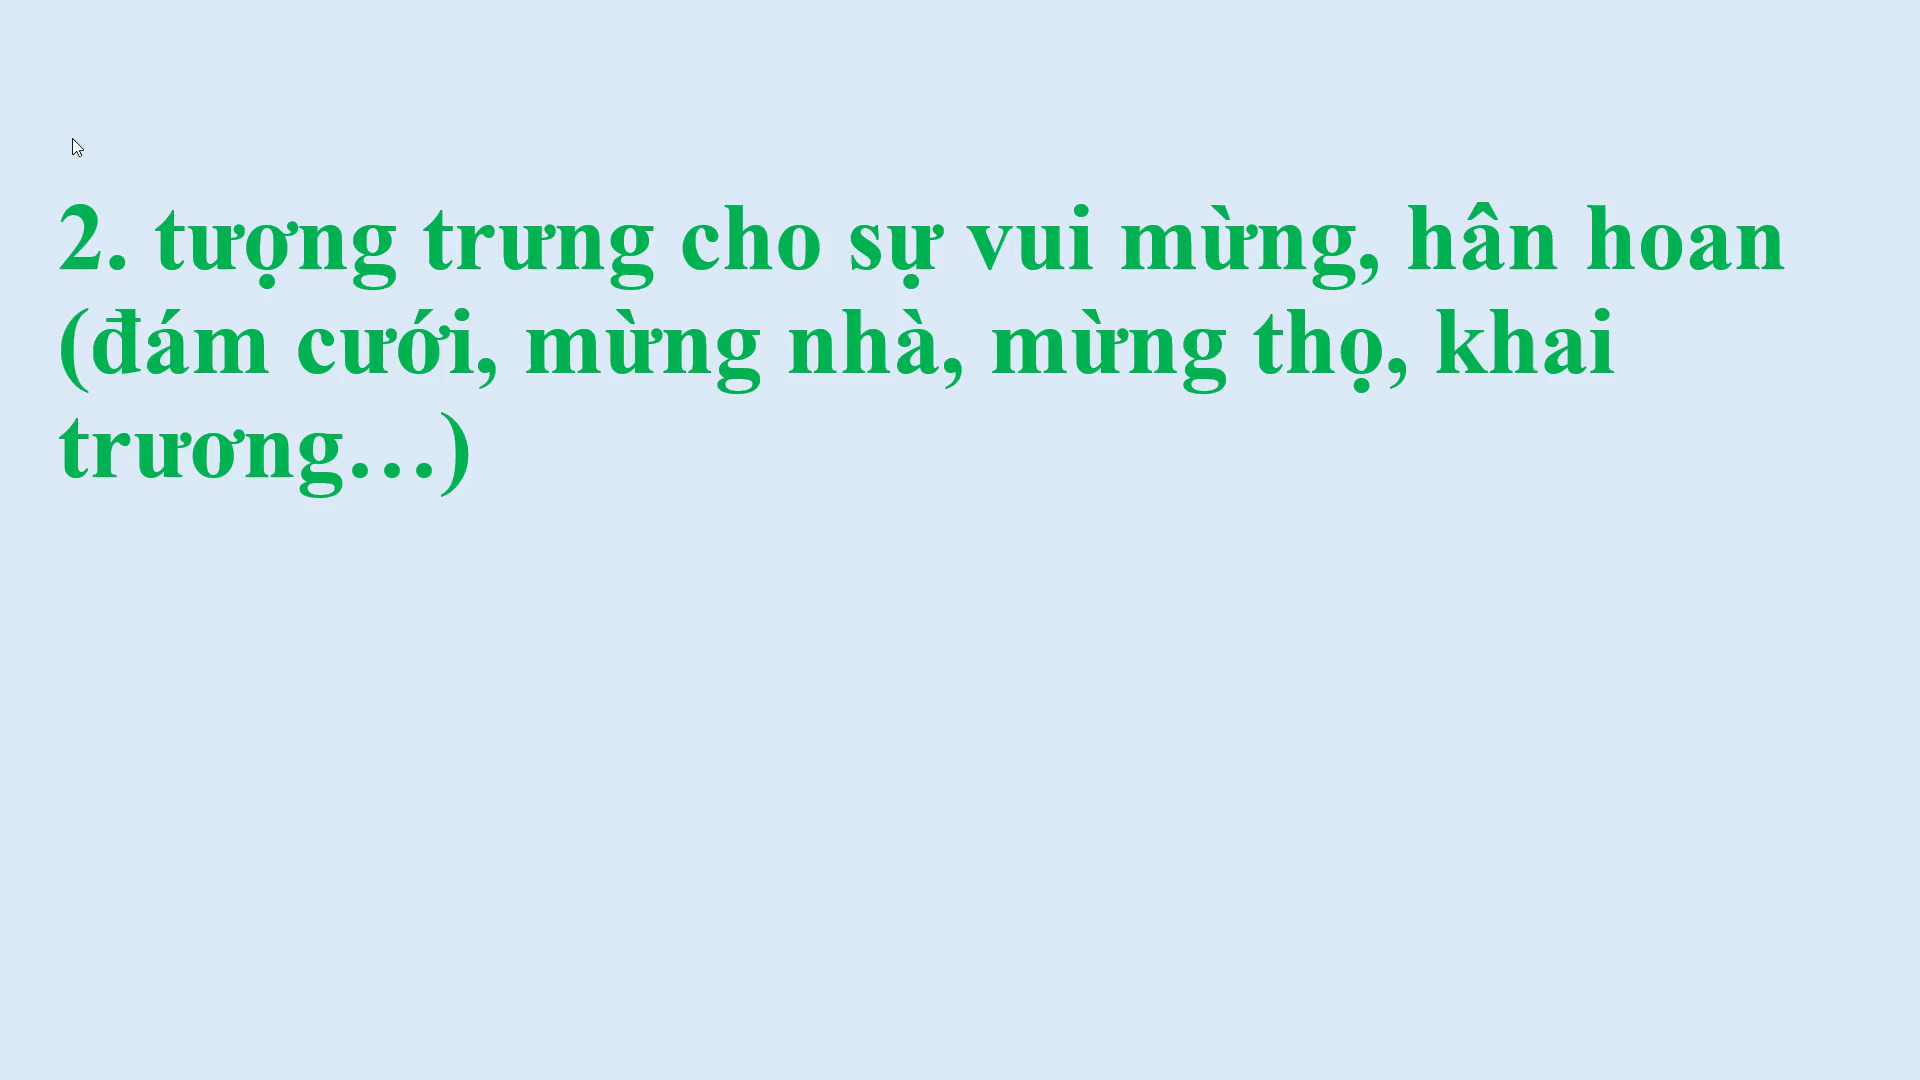 2. tượng trưng cho sự vui mừng, hân hoan
(đám cưới, mừng nhà, mừng thọ, khai
trương…)